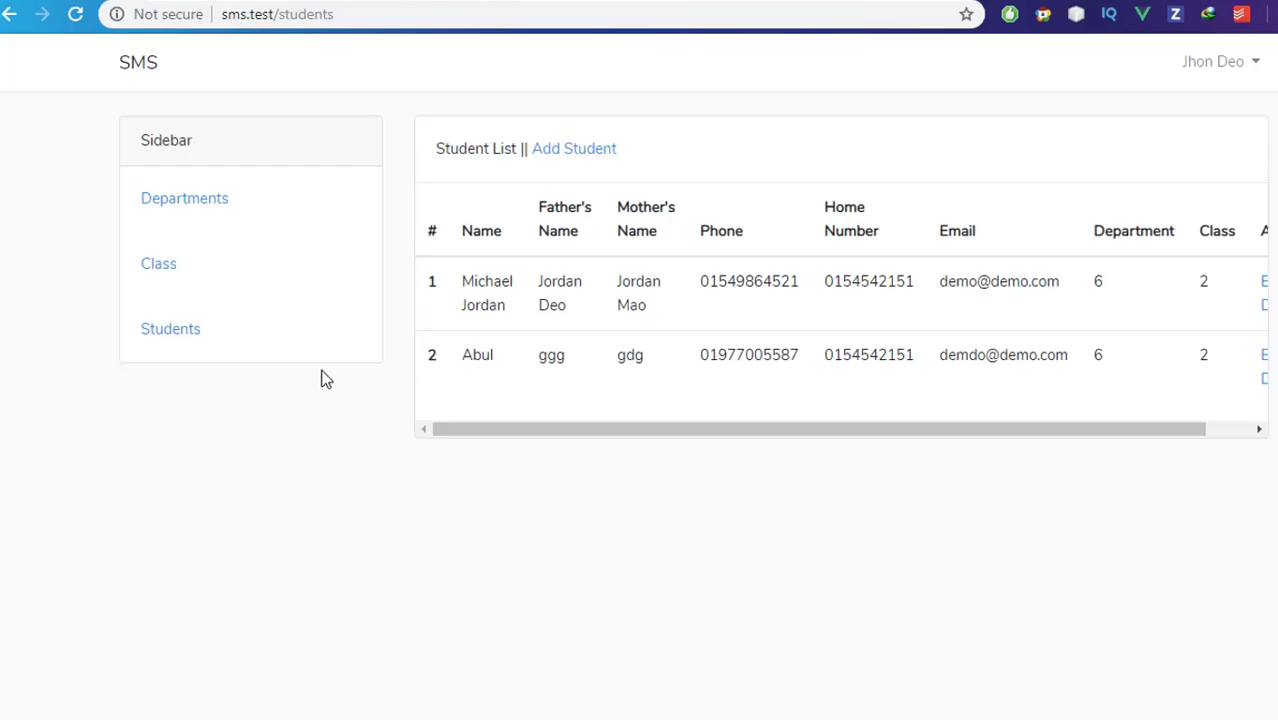 Not secure | sms.test/students
SMS
Jhon Deo
Sidebar
Departments
Class
Students
Student List || Add Student
# Name Father's Name Mother's Name Phone Home Number Email Department Class
1 Michael Jordan Jordan Deo Jordan Mao 01549864521 0154542151 demo@demo.com 6 2
2 Abul ggg gdg 01977005587 0154542151 demdo@demo.com 6 2